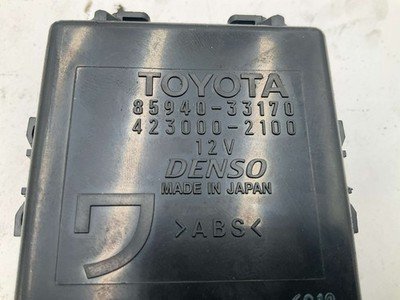 TOYOTA
85940-33170
423000-2100
12V
DENSO
MADE IN JAPAN
>ABS<